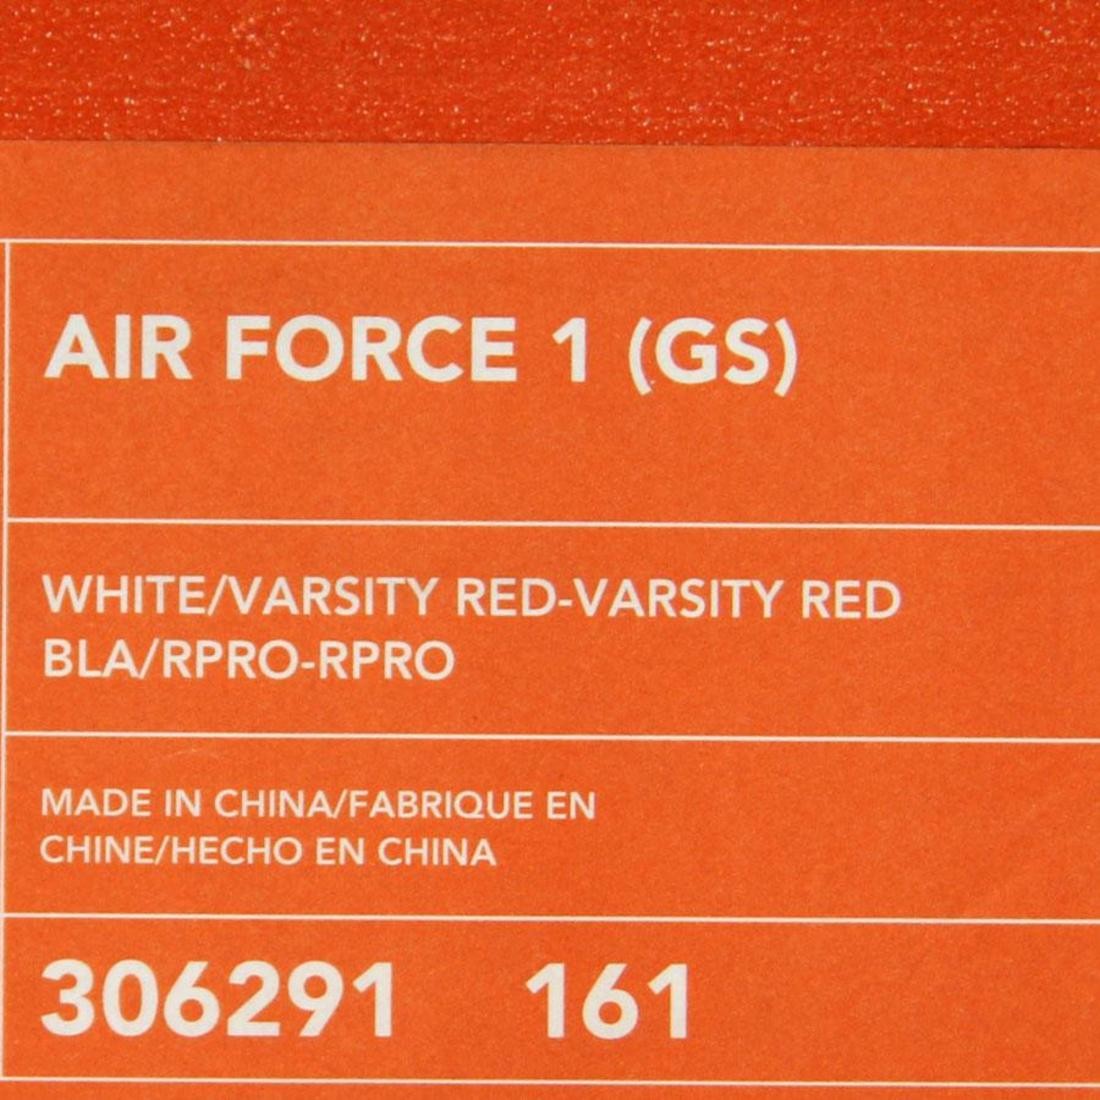 AIR FORCE 1 (GS)
WHITE/VARSITY RED-VARSITY RED
BLA/RPRO-RPRO
MADE IN CHINA/FABRIQUE EN
CHINE/HECHO EN CHINA
306291 161